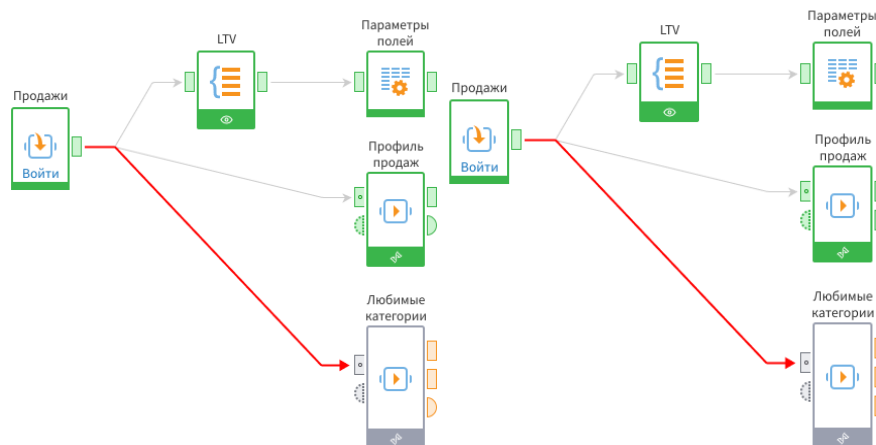 LTV
Параметры
полей
Продажи
Войти
Профиль
продаж
Любимые
категории
LTV
Параметры
полей
Продажи
Войти
Профиль
продаж
Любимые
категории